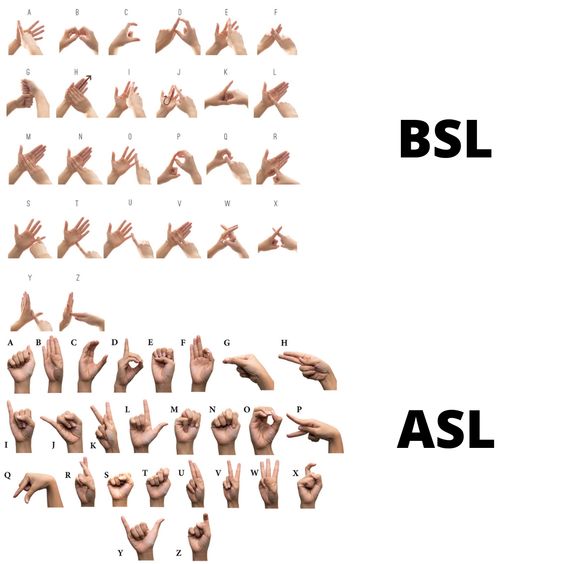 A B C D E F
G H I J K L
BSL
M N O P Q R
S T U V W X
Y Z
A B C D E F G H
I J K L M N O P
ASL
Q R S T U V W X
Y Z